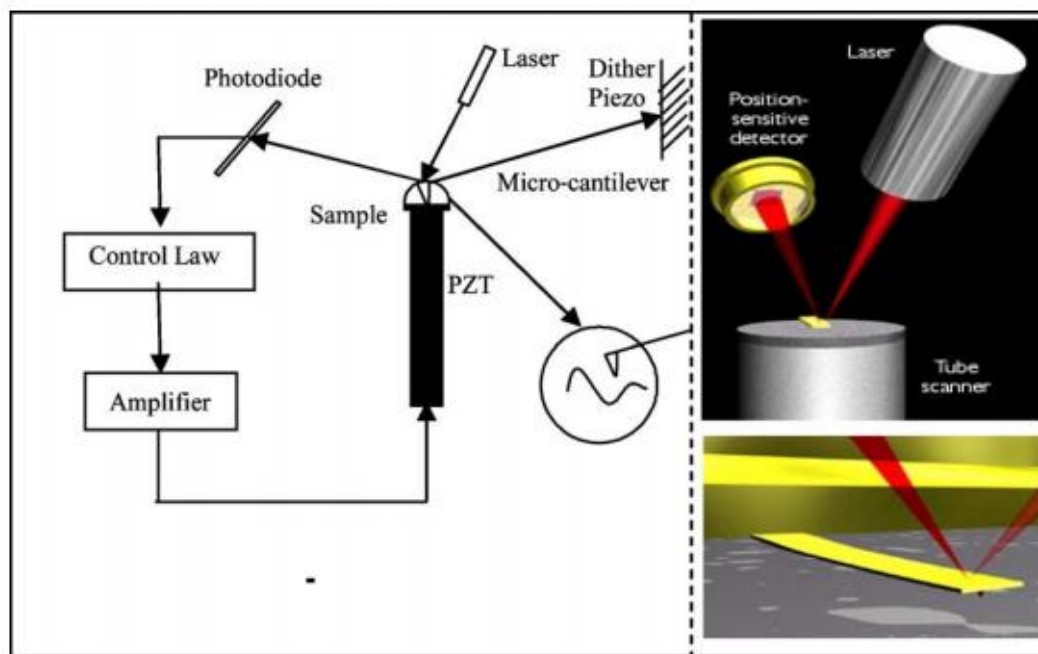 Photodiode
Laser
Dither
Piezo
Micro-cantilever
Sample
Control Law
PZT
Amplifier
Laser
Position-
sensitive
detector
Tube
scanner